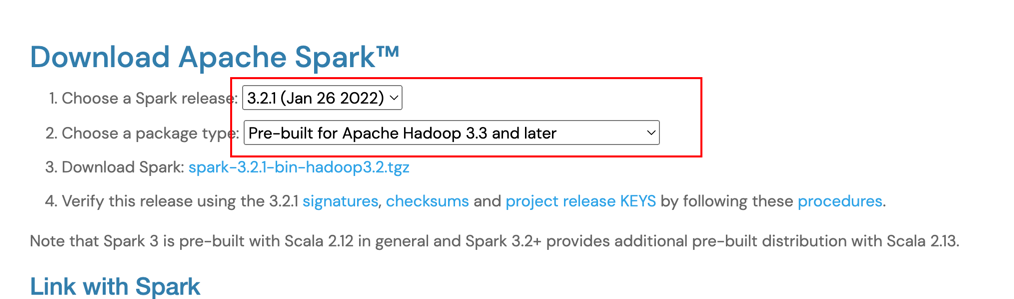 Download Apache Spark™
1. Choose a Spark release: 3.2.1 (Jan 26 2022)
2. Choose a package type: Pre-built for Apache Hadoop 3.3 and later
3. Download Spark: spark-3.2.1-bin-hadoop3.2.tgz
4. Verify this release using the 3.2.1 signatures, checksums and project release KEYS by following these procedures.
Note that Spark 3 is pre-built with Scala 2.12 in general and Spark 3.2+ provides additional pre-built distribution with Scala 2.13.
Link with Spark